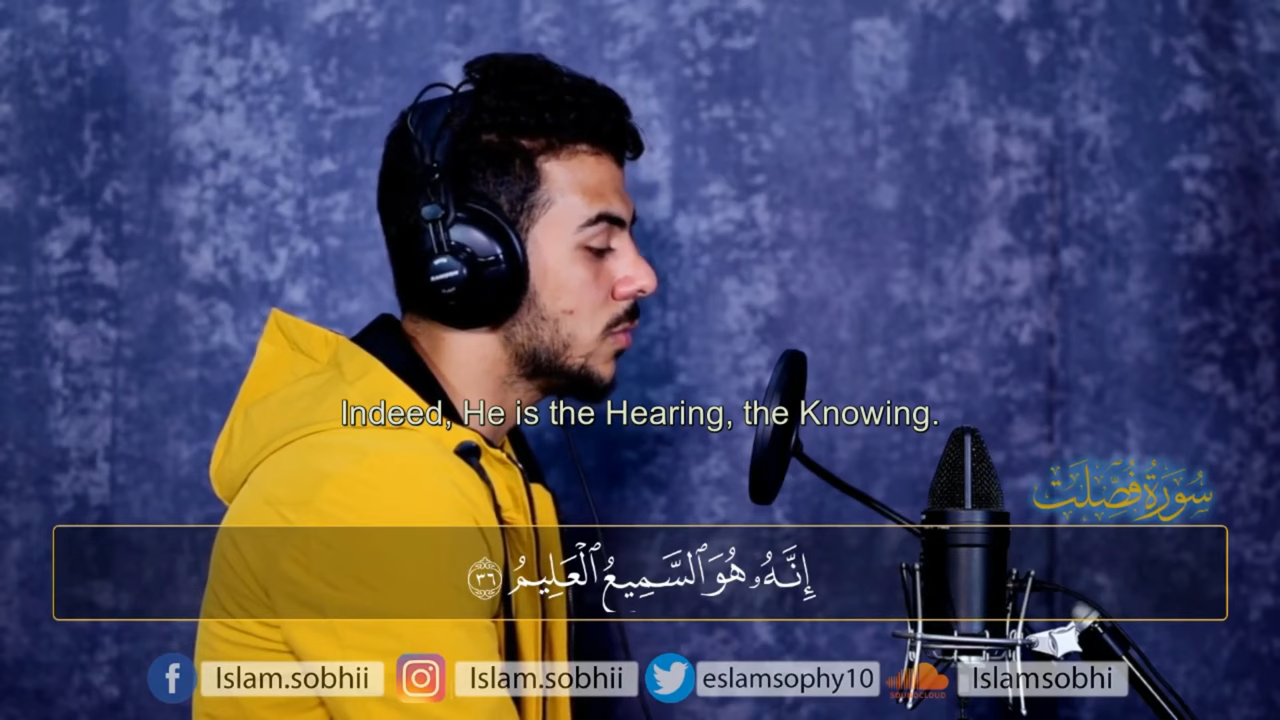 Indeed, He is the Hearing, the Knowing.
سُورَةُ فُصِّلَت
إِنَّهُۥ هُوَ ٱلسَّمِيعُ ٱلْعَلِيمُ ٣٦
Islam.sobhii Islam.sobhii eslamsophy10 SOUNDCLOUD Islamsobhi